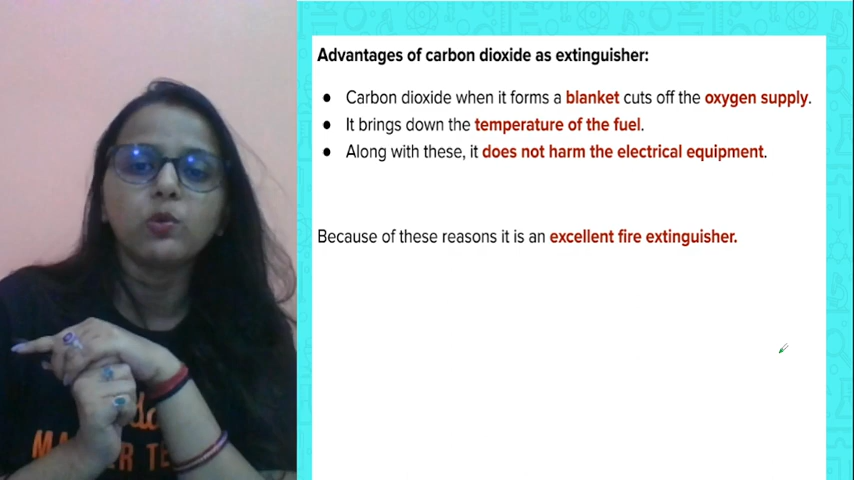 Advantages of carbon dioxide as extinguisher:
● Carbon dioxide when it forms a blanket cuts off the oxygen supply.
● It brings down the temperature of the fuel.
● Along with these, it does not harm the electrical equipment.
Because of these reasons it is an excellent fire extinguisher.